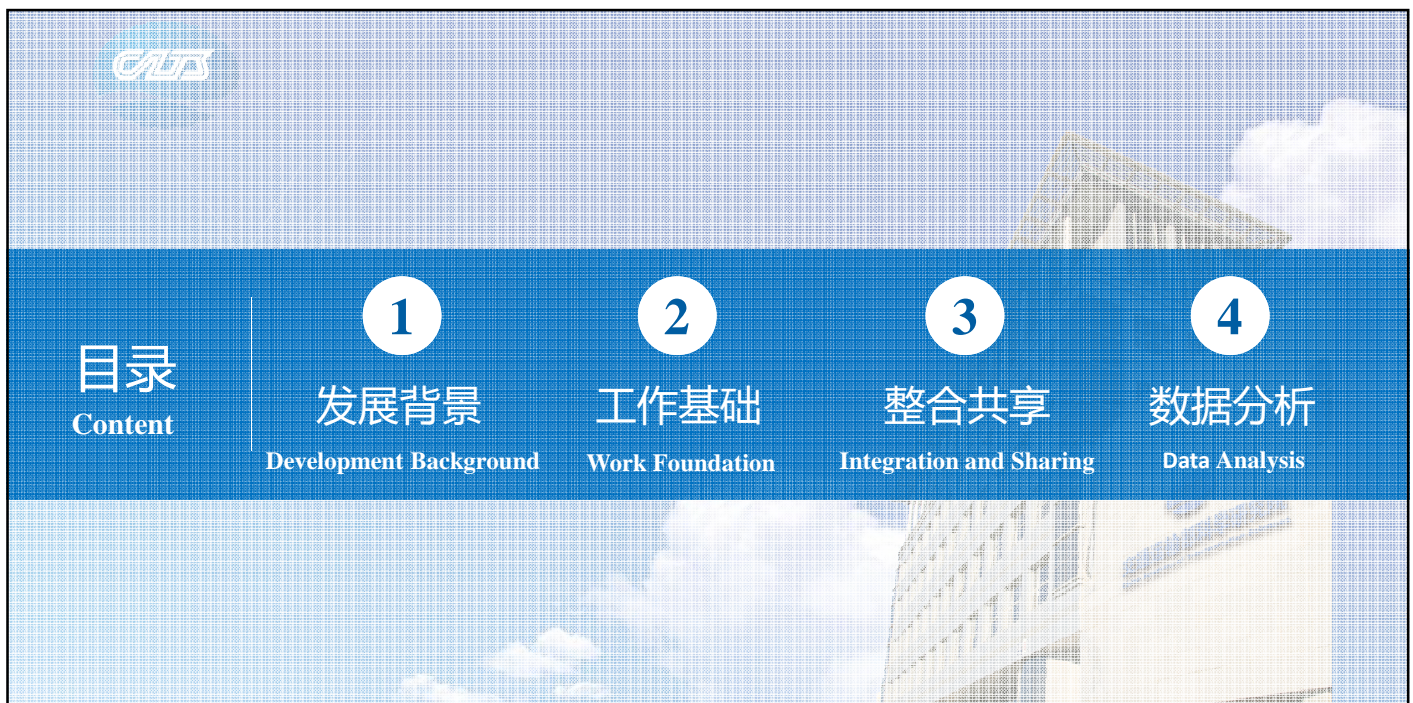 CAUTS
目录
Content
1
发展背景
Development Background
2
工作基础
Work Foundation
3
整合共享
Integration and Sharing
4
数据分析
Data Analysis